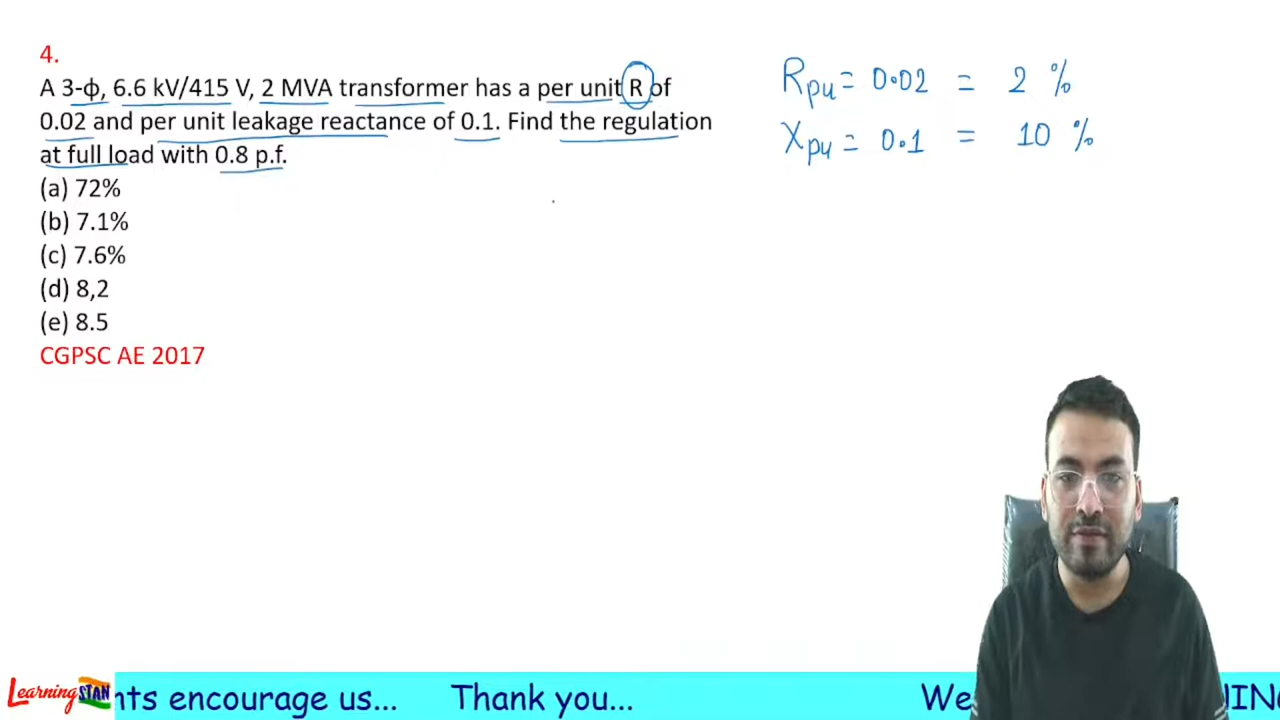 4.
A 3-ф, 6.6 kV/415 V, 2 MVA transformer has a per unit R of
0.02 and per unit leakage reactance of 0.1. Find the regulation
at full load with 0.8 p.f.
(a) 72%
(b) 7.1%
(c) 7.6%
(d) 8,2
(e) 8.5
CGPSC AE 2017
Rpu = 0.02 = 2 %
Xpu = 0.1 = 10 %
Learning STAN
nts encourage us... Thank you... We